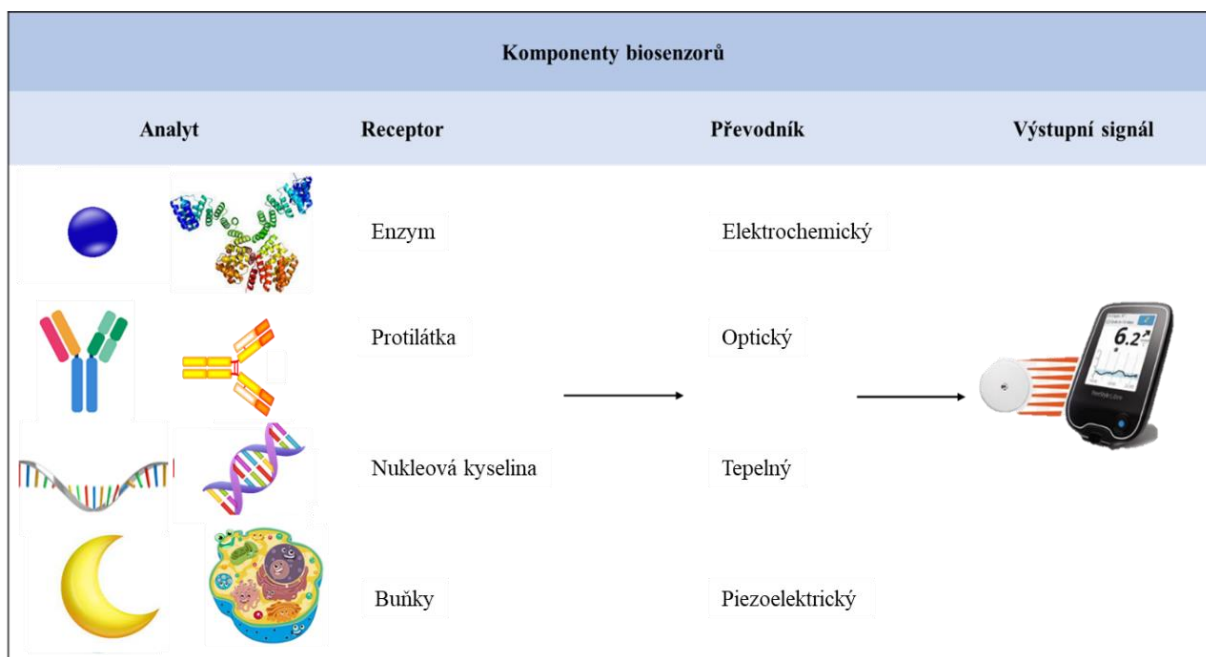 Komponenty biosenzorů
Analyt Receptor Převodník Výstupní signál
Enzym Elektrochemický
Protilátka Optický
6.2
Nukleová kyselina Tepelný
Buňky Piezoelektrický